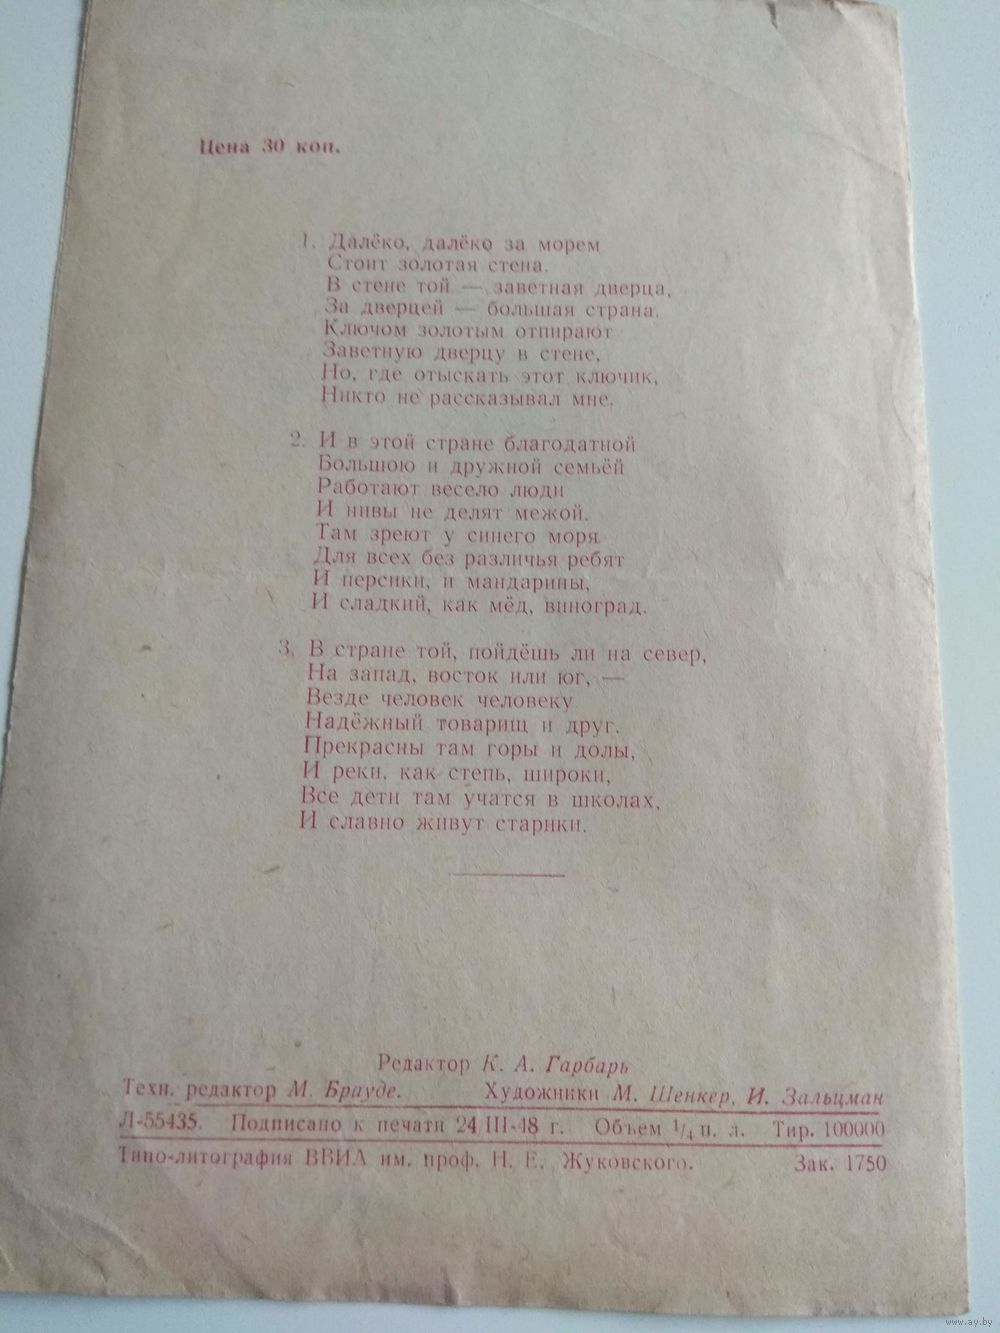 Цена 30 коп.
1. Далёко, далёко за морем
Стоит золотая стена.
В стене той — заветная дверца,
За дверцей — большая страна.
Ключом золотым отпирают
Заветную дверцу в стене,
Но, где отыскать этот ключик,
Никто не рассказывал мне.
2. И в этой стране благодатной
Большою и дружной семьёй
Работают весело люди
И нивы не делят межой.
Там зреют у синего моря
Для всех без различья ребят
И персики, и мандарины,
И сладкий, как мёд, виноград.
3. В стране той, пойдёшь ли на север,
На запад, восток или юг, —
Везде человек человеку
Надёжный товарищ и друг.
Прекрасны там горы и долы,
И реки, как степь, широки,
Все дети там учатся в школах,
И славно живут старики.
Редактор К. А. Гарбарь
Техн. редактор М. Брауде. Художники М. Шенкер, И. Зальцман
Л-55435. Подписано к печати 24/III-48 г. Объем 1/4 п. л. Тир. 100000
Типо-литография ВВИА им. проф. Н. Е. Жуковского. Зак. 1750
www.ay.by